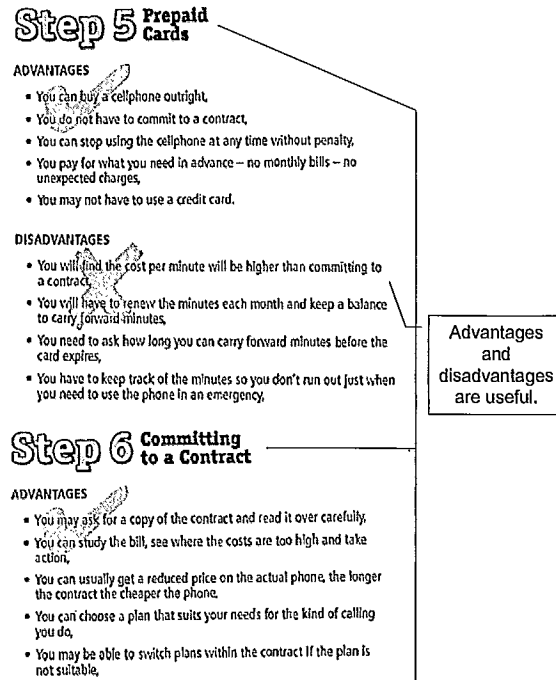 Step 5 Prepaid
Cards
ADVANTAGES
• You can buy a cellphone outright,
• You do not have to commit to a contract,
• You can stop using the cellphone at any time without penalty,
• You pay for what you need in advance – no monthly bills – no
unexpected charges,
• You may not have to use a credit card.
DISADVANTAGES
• You will find the cost per minute will be higher than committing to
a contract,
• You will have to renew the minutes each month and keep a balance
to carry forward minutes,
• You need to ask how long you can carry forward minutes before the
card expires,
• You have to keep track of the minutes so you don't run out just when
you need to use the phone in an emergency,
Advantages
and
disadvantages
are useful.
Step 6 Committing
to a Contract
ADVANTAGES
• You may ask for a copy of the contract and read it over carefully,
• You can study the bill, see where the costs are too high and take
action,
• You can usually get a reduced price on the actual phone, the longer
the contract the cheaper the phone,
• You can choose a plan that suits your needs for the kind of calling
you do,
• You may be able to switch plans within the contract if the plan is
not suitable,